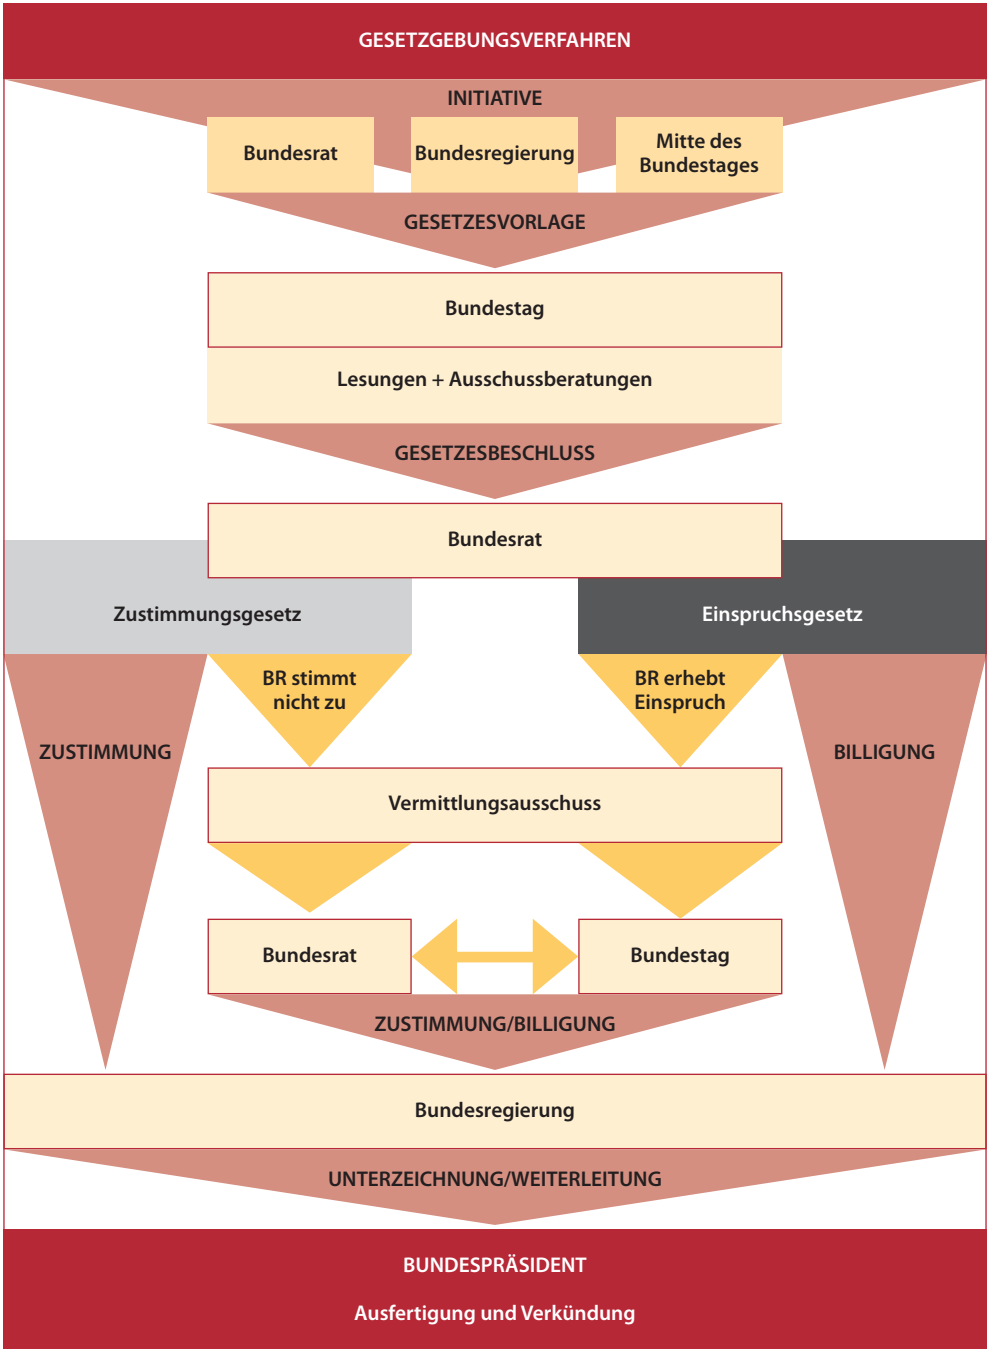 GESETZGEBUNGSVERFAHREN
INITIATIVE
Bundesrat
Bundesregierung
Mitte des
Bundestages
GESETZESVORLAGE
Bundestag
Lesungen + Ausschussberatungen
GESETZESBESCHLUSS
Bundesrat
Zustimmungsgesetz
Einspruchsgesetz
BR stimmt
nicht zu
BR erhebt
Einspruch
ZUSTIMMUNG
BILLIGUNG
Vermittlungsausschuss
Bundesrat
Bundestag
ZUSTIMMUNG/BILLIGUNG
Bundesregierung
UNTERZEICHNUNG/WEITERLEITUNG
BUNDESPRÄSIDENT
Ausfertigung und Verkündung